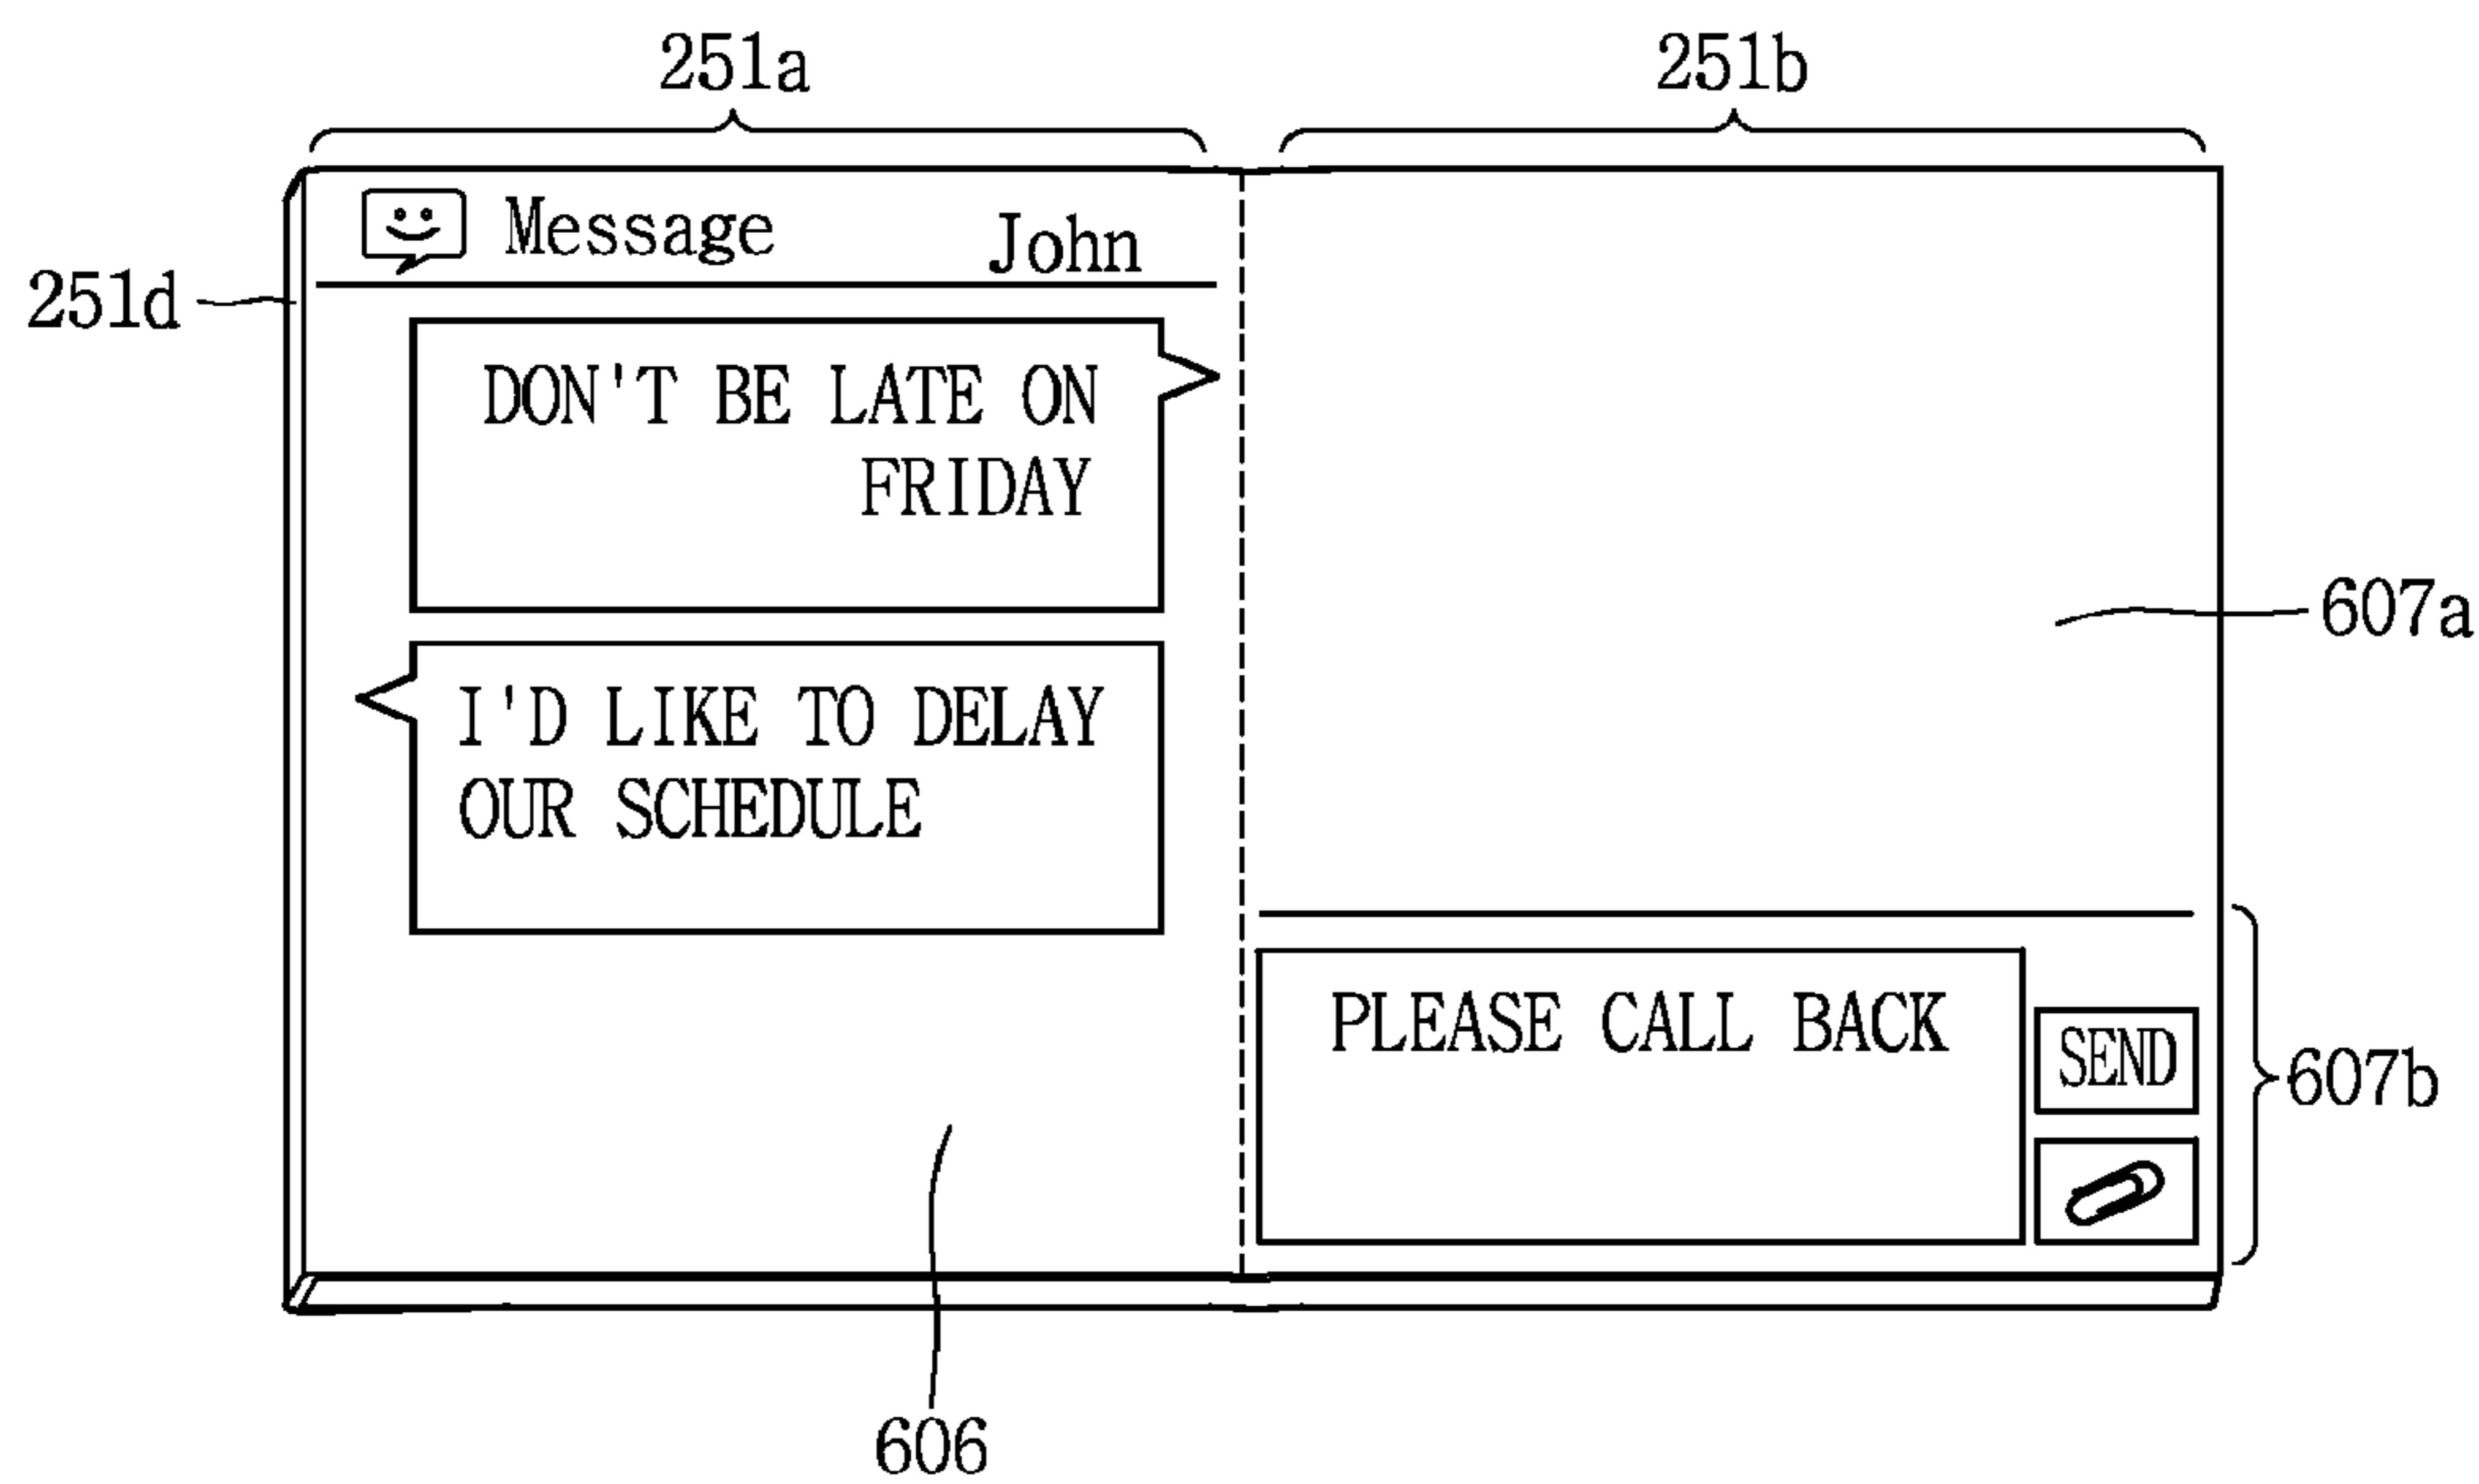 251a
251b
Message
John
251d
DON'T BE LATE ON
FRIDAY
607a
I'D LIKE TO DELAY
OUR SCHEDULE
PLEASE CALL BACK
SEND
607b
606